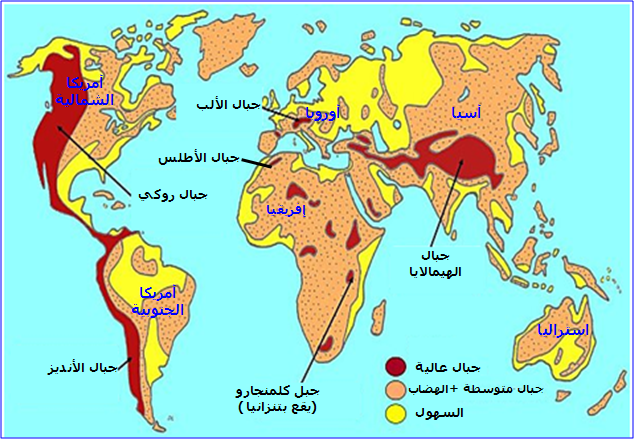 أمريكا
الشمالية
جبال الألب
أوروبا
آسيا
جبال الأطلس
جبال روكي
إفريقيا
جبال
الهيمالايا
أمريكا
الجنوبية
استراليا
جبال الأنديز
جبل كلمنجارو
(يقع بتنزانيا)
جبال عالية
جبال متوسطة +الهضاب
السهول